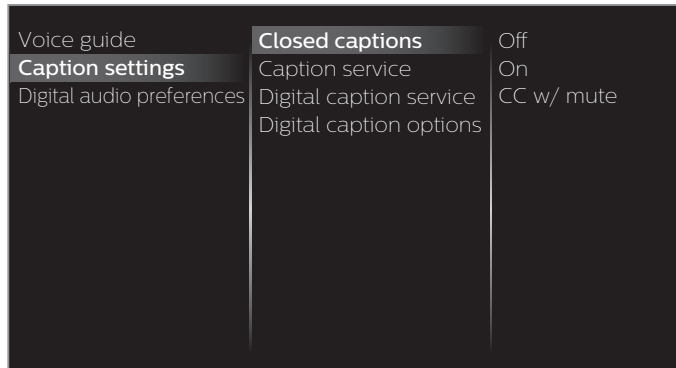 Voice guide
Caption settings
Digital audio preferences
Closed captions
Caption service
Digital caption service
Digital caption options
Off
On
CC w/ mute